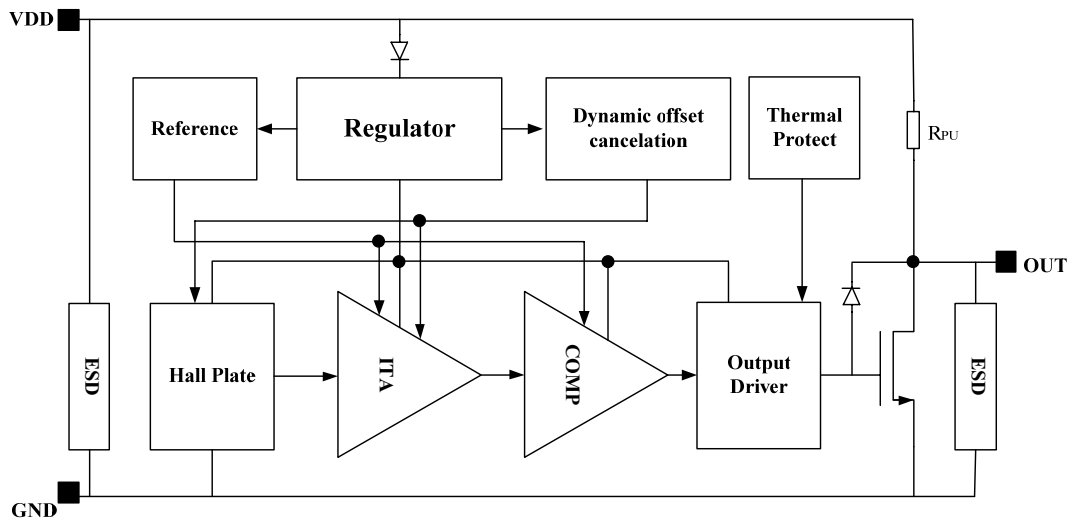 VDD
Reference
Regulator
Dynamic offset
cancelation
Thermal
Protect
RPU
OUT
ESD
Hall Plate
ITA
COMP
Output
Driver
ESD
GND